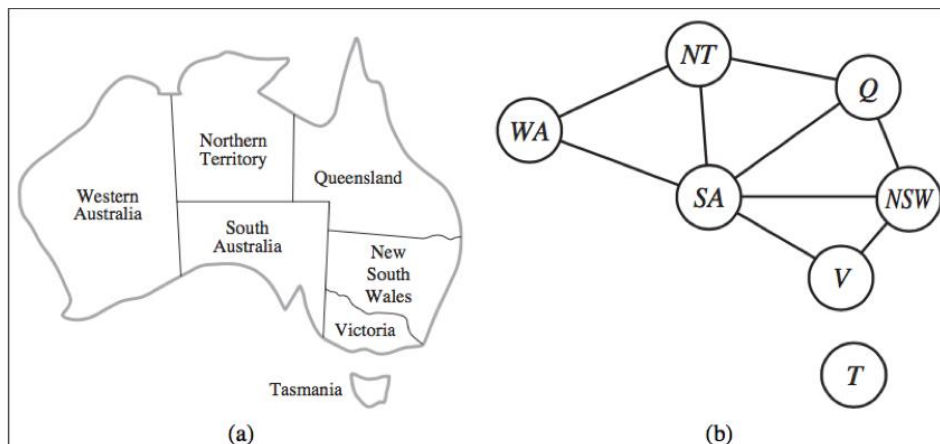 Northern
Territory
Western
Australia
Queensland
South
Australia
New
South
Wales
Victoria
Tasmania
(a)
NT
Q
WA
SA
NSW
V
T
(b)